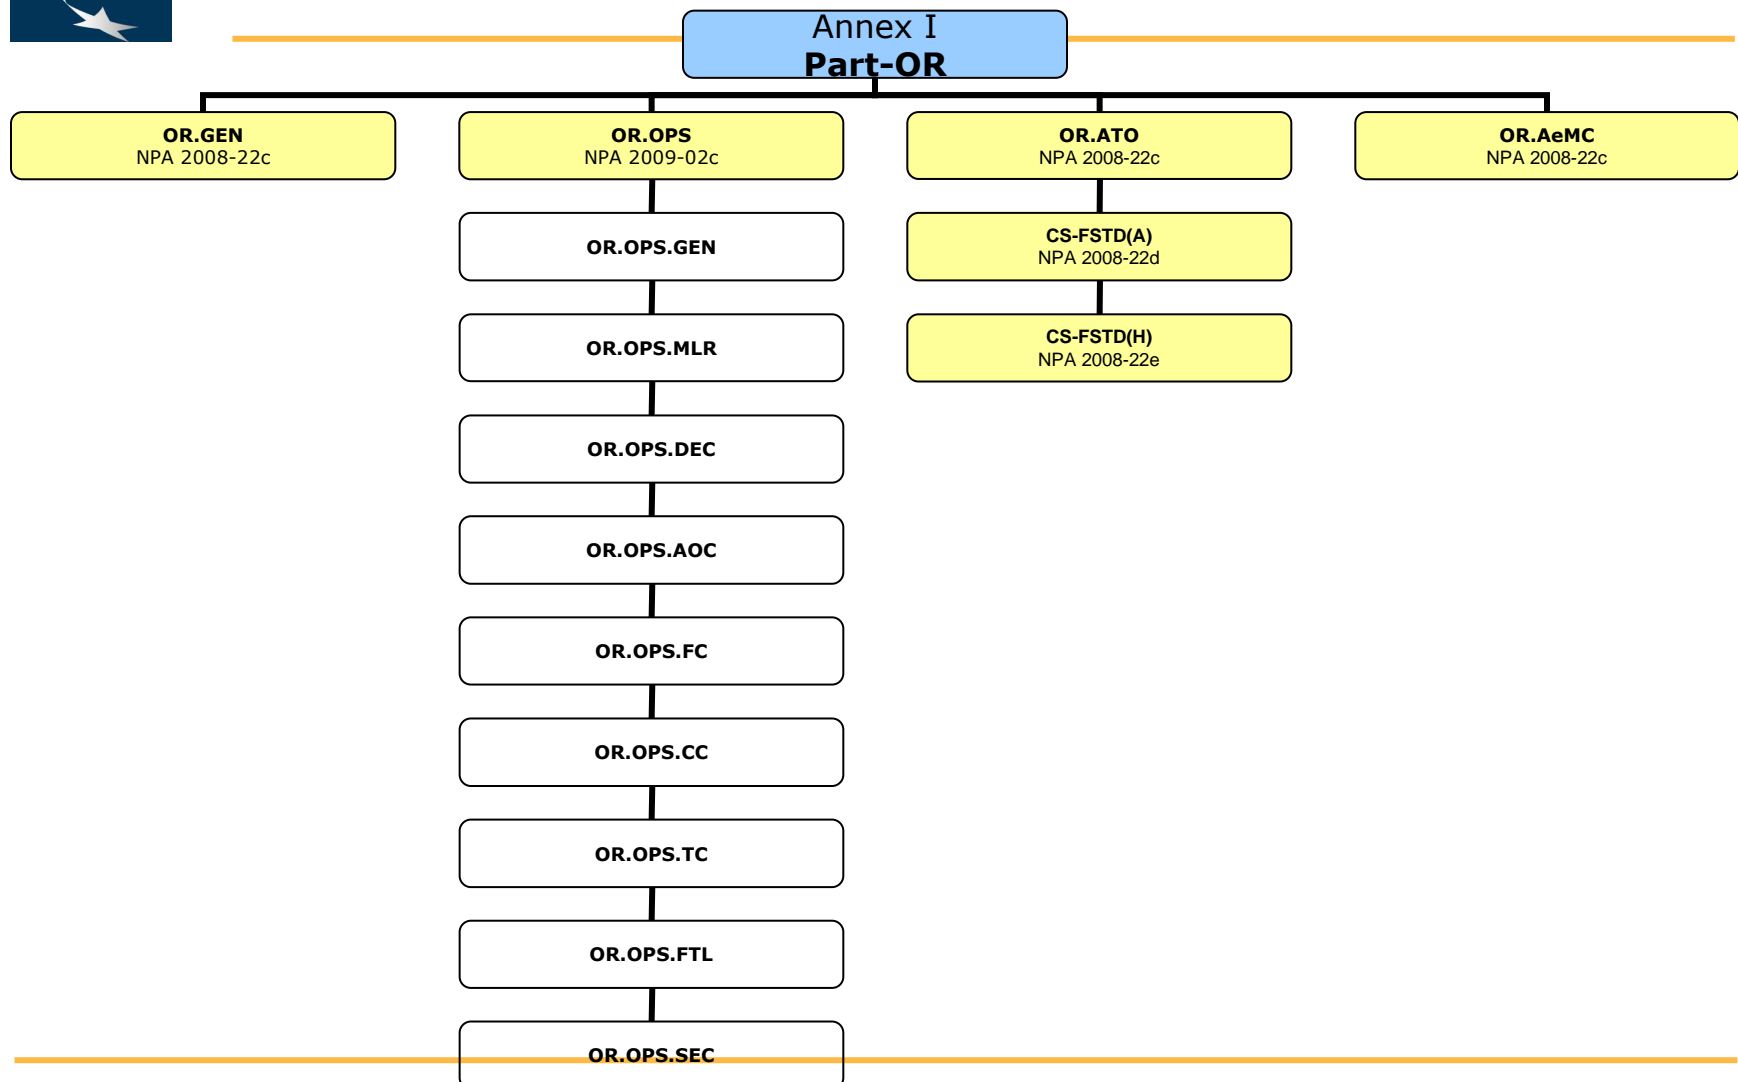 Annex I
Part-OR
OR.GEN
NPA 2008-22c
OR.OPS
NPA 2009-02c
OR.ATO
NPA 2008-22c
OR.AeMC
NPA 2008-22c
OR.OPS.GEN
CS-FSTD(A)
NPA 2008-22d
OR.OPS.MLR
CS-FSTD(H)
NPA 2008-22e
OR.OPS.DEC
OR.OPS.AOC
OR.OPS.FC
OR.OPS.CC
OR.OPS.TC
OR.OPS.FTL
OR.OPS.SEC